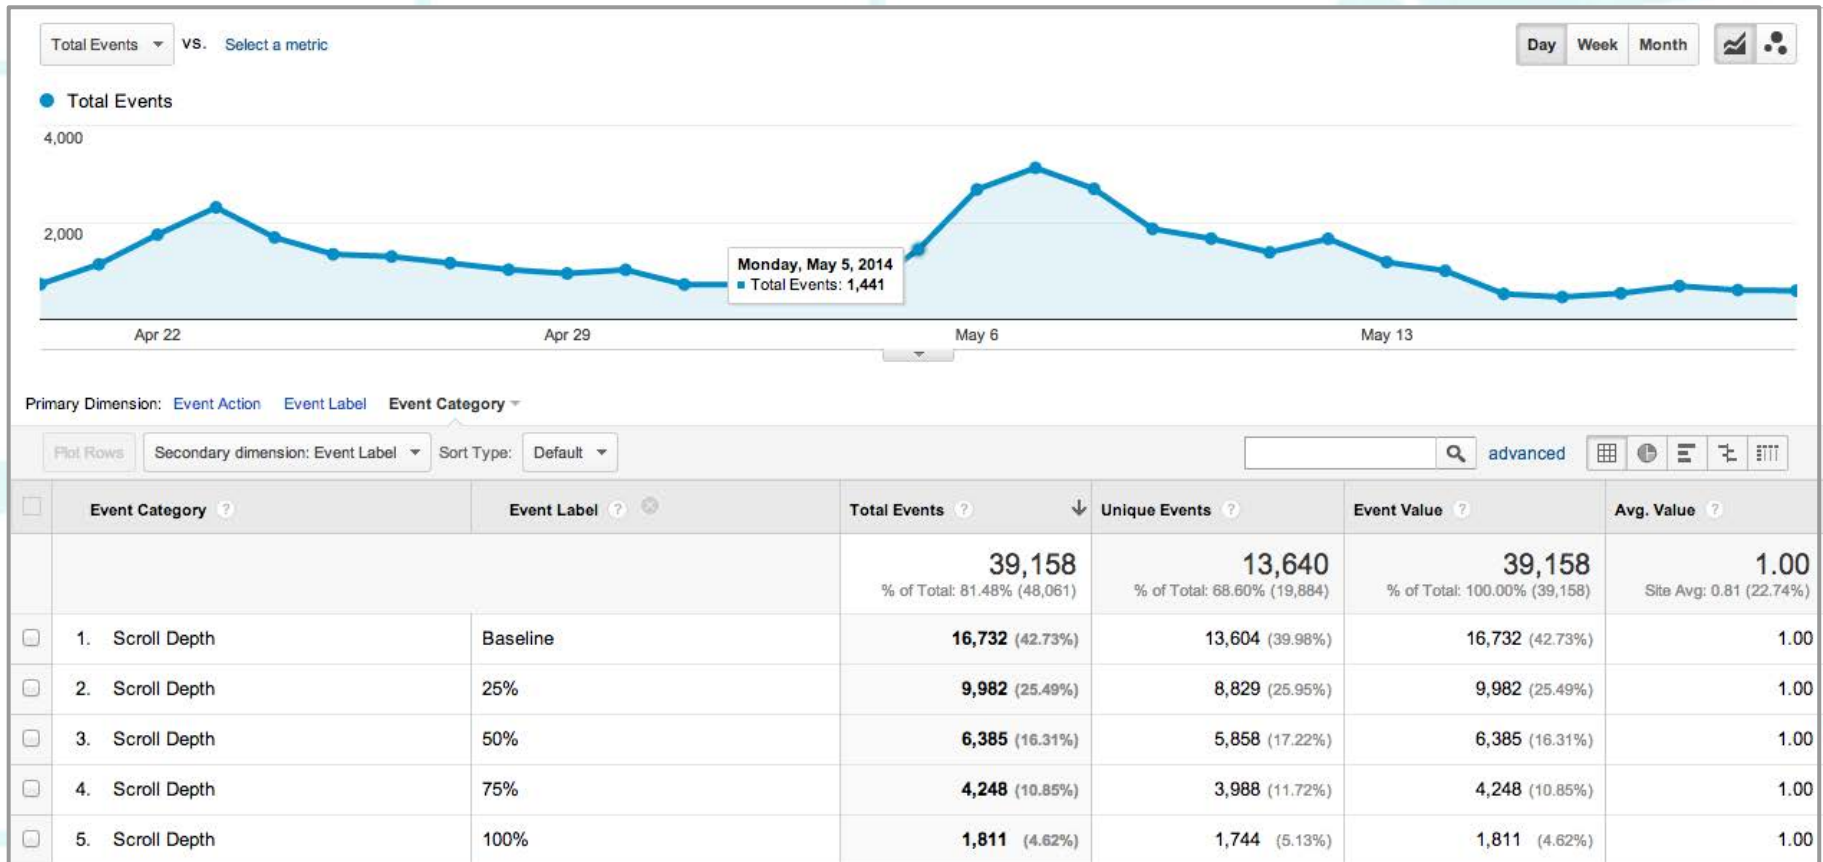 Total Events VS. Select a metric Day Week Month
Total Events
4,000
2,000
Monday, May 5, 2014
Total Events: 1,441
Apr 22 Apr 29 May 6 May 13
Primary Dimension: Event Action Event Label Event Category
Plot Rows Secondary dimension: Event Label Sort Type: Default advanced
Event Category ? Event Label ? Total Events ? Unique Events ? Event Value ? Avg. Value ?
39,158 13,640 39,158 1.00
% of Total: 81.48% (48,061) % of Total: 68.60% (19,884) % of Total: 100.00% (39,158) Site Avg: 0.81 (22.74%)
1. Scroll Depth Baseline 16,732 (42.73%) 13,604 (39.98%) 16,732 (42.73%) 1.00
2. Scroll Depth 25% 9,982 (25.49%) 8,829 (25.95%) 9,982 (25.49%) 1.00
3. Scroll Depth 50% 6,385 (16.31%) 5,858 (17.22%) 6,385 (16.31%) 1.00
4. Scroll Depth 75% 4,248 (10.85%) 3,988 (11.72%) 4,248 (10.85%) 1.00
5. Scroll Depth 100% 1,811 (4.62%) 1,744 (5.13%) 1,811 (4.62%) 1.00